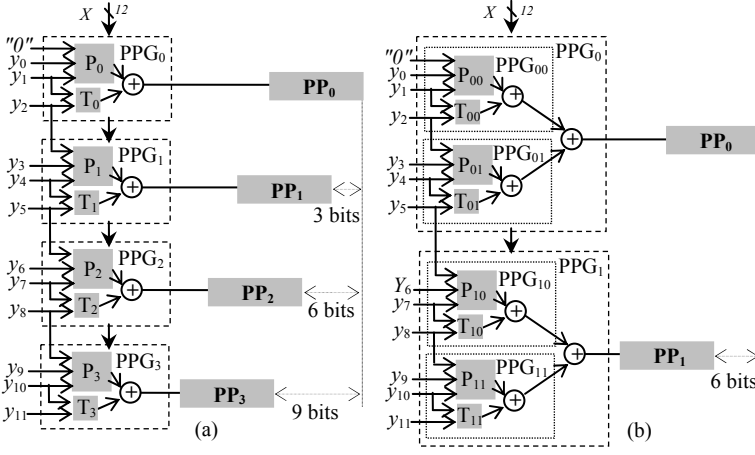 X 12
"0"
y0
y1
y2
P0
T0
PPG0
PP0
y3
y4
y5
P1
T1
PPG1
PP1
3 bits
y6
y7
y8
P2
T2
PPG2
PP2
6 bits
y9
y10
y11
P3
T3
PPG3
PP3
9 bits
(a)
X 12
"0"
y0
y1
y2
P00
T00
PPG00
PPG0
y3
y4
y5
P01
T01
PPG01
PP0
Y6
y7
y8
P10
T10
PPG10
PPG1
y9
y10
y11
P11
T11
PPG11
PP1
6 bits
(b)